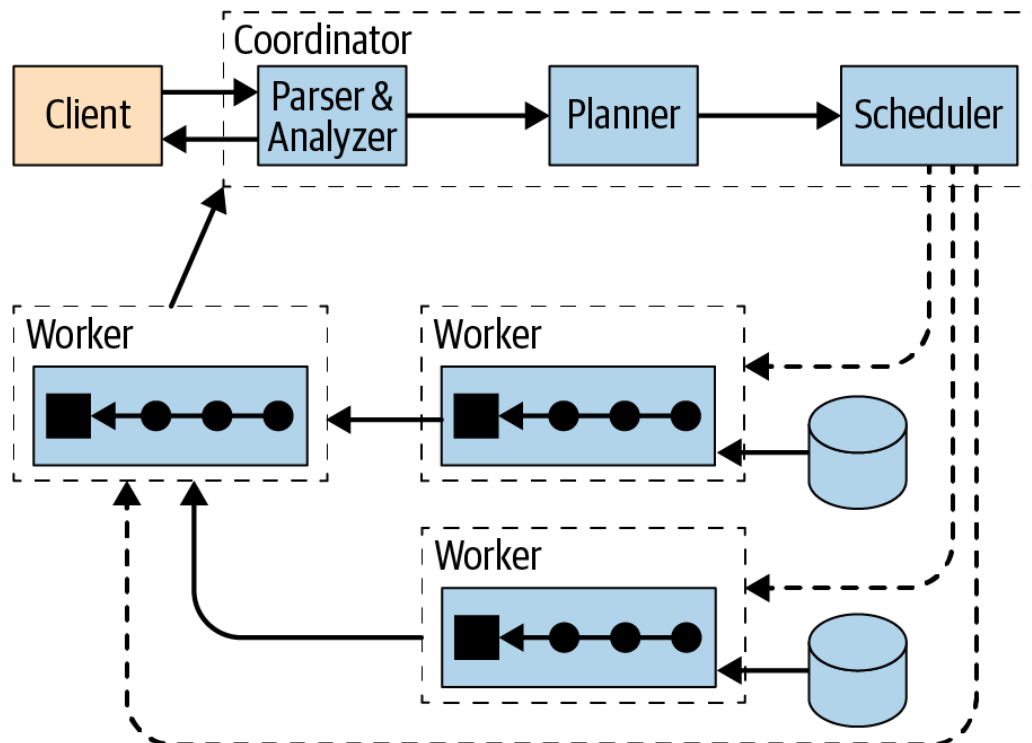 Coordinator
Client
Parser &
Analyzer
Planner
Scheduler
Worker
Worker
Worker